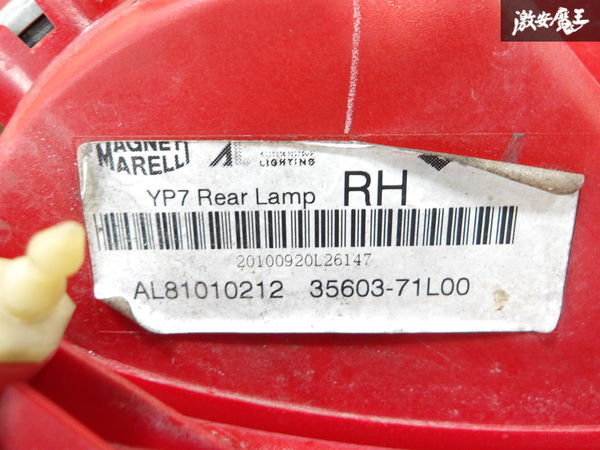 激安魔王
MAGNETI
MARELLI AL
LIGHTING
YP7 Rear Lamp RH
20100920L26147
AL81010212 35603-71L00